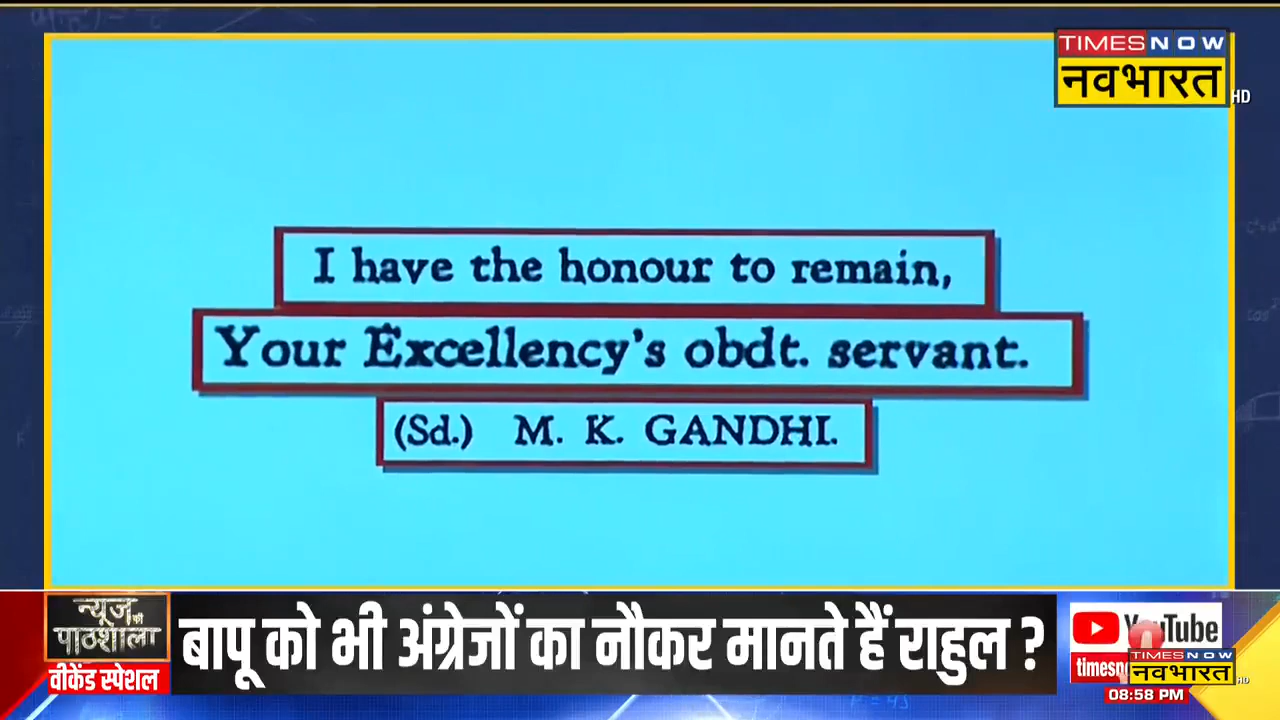 TIMES NOW
नवभारत
HD
I have the honour to remain,
Your Excellency's obdt. servant.
(Sd.) M. K. GANDHI.
न्यूज़ की
पाठशाला
वीकेंड स्पेशल
बापू को भी अंग्रेजों का नौकर मानते हैं राहुल ?
YouTube
TIMES NOW
नवभारत
HD
08:58 PM